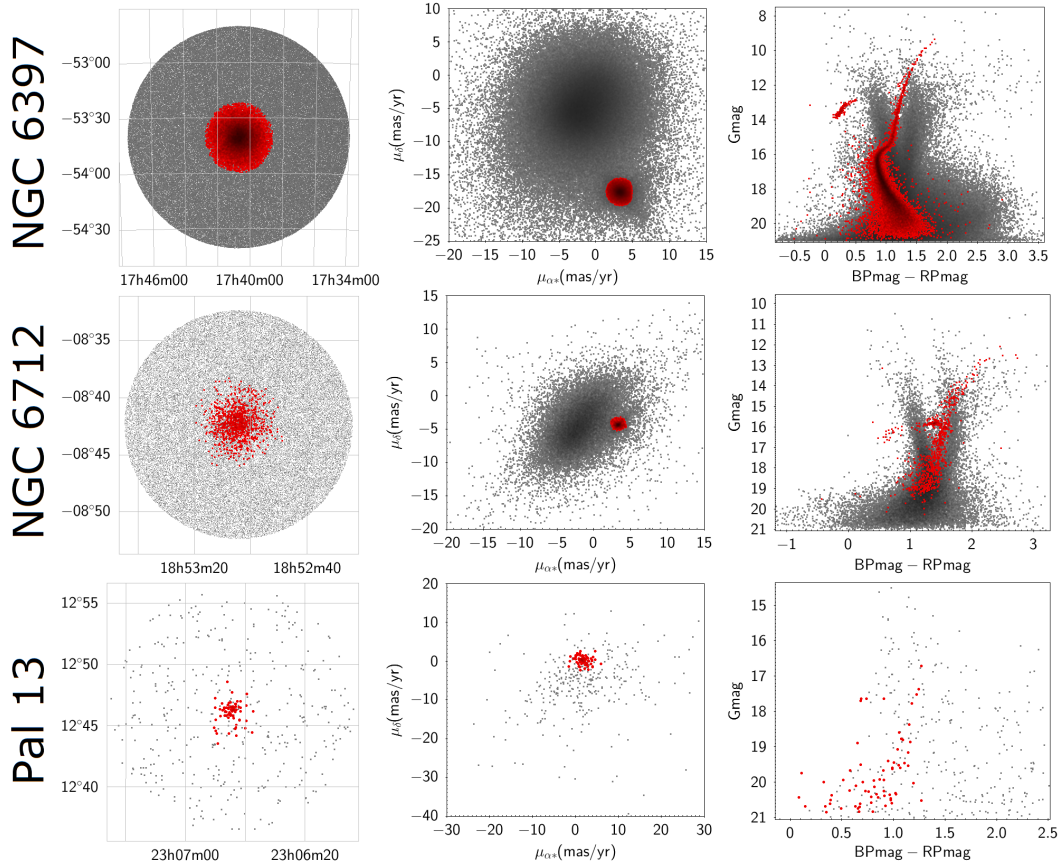 NGC 6397
−53°00
−53°30
−54°00
−54°30
17h46m00 17h40m00 17h34m00
10
5
0
−5
−10
−15
−20
−25
μδ(mas/yr)
−20 −15 −10 −5 0 5 10 15
μα*(mas/yr)
8
10
12
14
16
18
20
Gmag
−0.5 0 0.5 1.0 1.5 2.0 2.5 3.0 3.5
BPmag − RPmag
NGC 6712
−08°35
−08°40
−08°45
−08°50
18h53m20 18h52m40
15
10
5
0
−5
−10
−15
−20
μδ(mas/yr)
−20 −15 −10 −5 0 5 10 15
μα*(mas/yr)
10
11
12
13
14
15
16
17
18
19
20
21
Gmag
−1 0 1 2 3
BPmag − RPmag
Pal 13
12°55
12°50
12°45
12°40
23h07m00 23h06m20
20
10
0
−10
−20
−30
−40
μδ(mas/yr)
−30 −20 −10 0 10 20 30
μα*(mas/yr)
15
16
17
18
19
20
21
Gmag
0 0.5 1.0 1.5 2.0 2.5
BPmag − RPmag